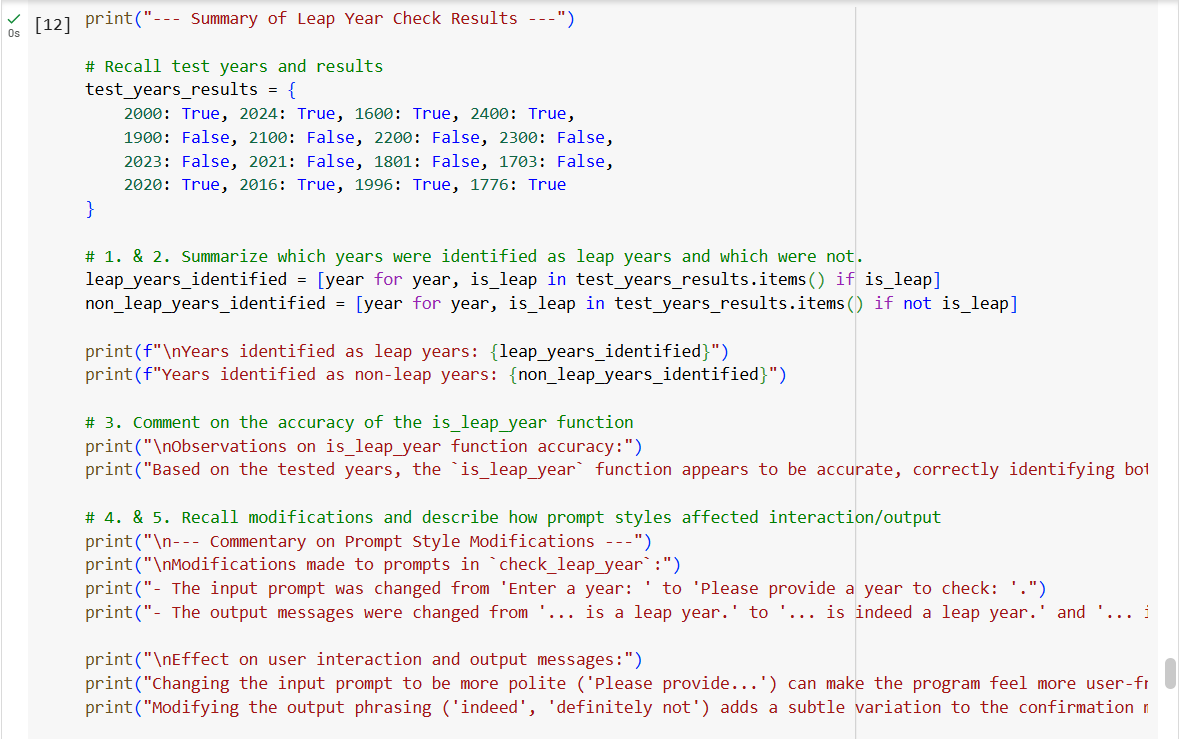 0s
[12]
print("--- Summary of Leap Year Check Results ---")
# Recall test years and results
test_years_results = {
    2000: True, 2024: True, 1600: True, 2400: True,
    1900: False, 2100: False, 2200: False, 2300: False,
    2023: False, 2021: False, 1801: False, 1703: False,
    2020: True, 2016: True, 1996: True, 1776: True
}
# 1. & 2. Summarize which years were identified as leap years and which were not.
leap_years_identified = [year for year, is_leap in test_years_results.items() if is_leap]
non_leap_years_identified = [year for year, is_leap in test_years_results.items() if not is_leap]
print(f"\nYears identified as leap years: {leap_years_identified}")
print(f"Years identified as non-leap years: {non_leap_years_identified}")
# 3. Comment on the accuracy of the is_leap_year function
print("\nObservations on is_leap_year function accuracy:")
print("Based on the tested years, the `is_leap_year` function appears to be accurate, correctly identifying
# 4. & 5. Recall modifications and describe how prompt styles affected interaction/output
print("\n--- Commentary on Prompt Style Modifications ---")
print("\nModifications made to prompts in `check_leap_year`:")
print("- The input prompt was changed from 'Enter a year: ' to 'Please provide a year to check: '.")
print("- The output messages were changed from '... is a leap year.' to '... is indeed a leap year.' and '...
print("\nEffect on user interaction and output messages:")
print("Changing the input prompt to be more polite ('Please provide...') can make the program feel more
print("Modifying the output phrasing ('indeed', 'definitely not') adds a subtle variation to the confirmation